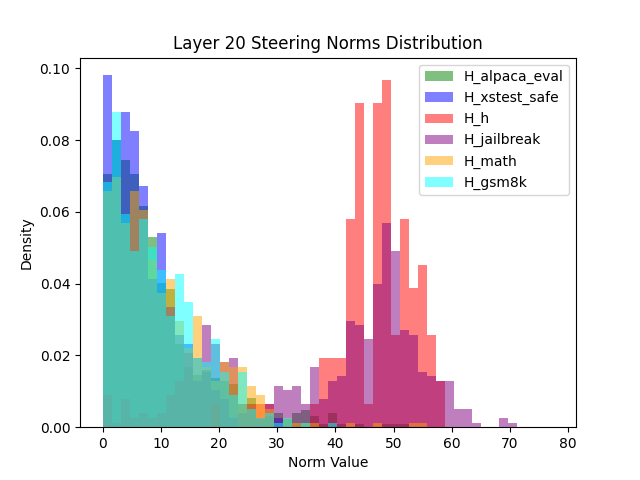 Layer 20 Steering Norms Distribution
0.10
0.08
0.06
0.04
0.02
0.00
Density
H_alpaca_eval
H_xstest_safe
H_h
H_jailbreak
H_math
H_gsm8k
0 10 20 30 40 50 60 70 80
Norm Value